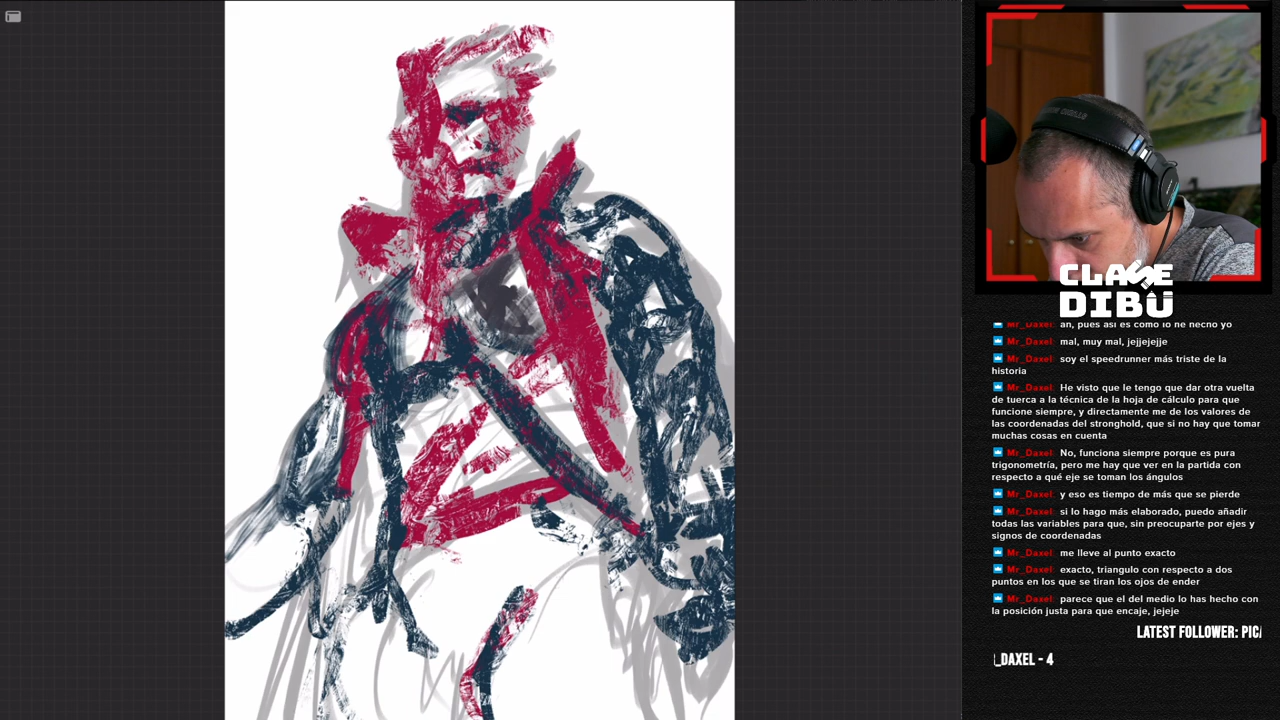 CLASE
DIBU
Mr_Daxel: ah, pues así es como lo he hecho yo
Mr_Daxel: mal, muy mal, jejjejejje
Mr_Daxel: soy el speedrunner más triste de la
historia
Mr_Daxel: He visto que le tengo que dar otra vuelta
de tuerca a la técnica de la hoja de cálculo para que
funcione siempre, y directamente me de los valores de
las coordenadas del stronghold, que si no hay que tomar
muchas cosas en cuenta
Mr_Daxel: No, funciona siempre porque es pura
trigonometría, pero me hay que ver en la partida con
respecto a qué eje se toman los ángulos
Mr_Daxel: y eso es tiempo de más que se pierde
Mr_Daxel: si lo hago más elaborado, puedo añadir
todas las variables para que, sin preocuparte por ejes y
signos de coordenadas
Mr_Daxel: me lleve al punto exacto
Mr_Daxel: exacto, triangulo con respecto a dos
puntos en los que se tiran los ojos de ender
Mr_Daxel: parece que el del medio lo has hecho con
la posición justa para que encaje, jejeje
LATEST FOLLOWER: PIC
_DAXEL - 4